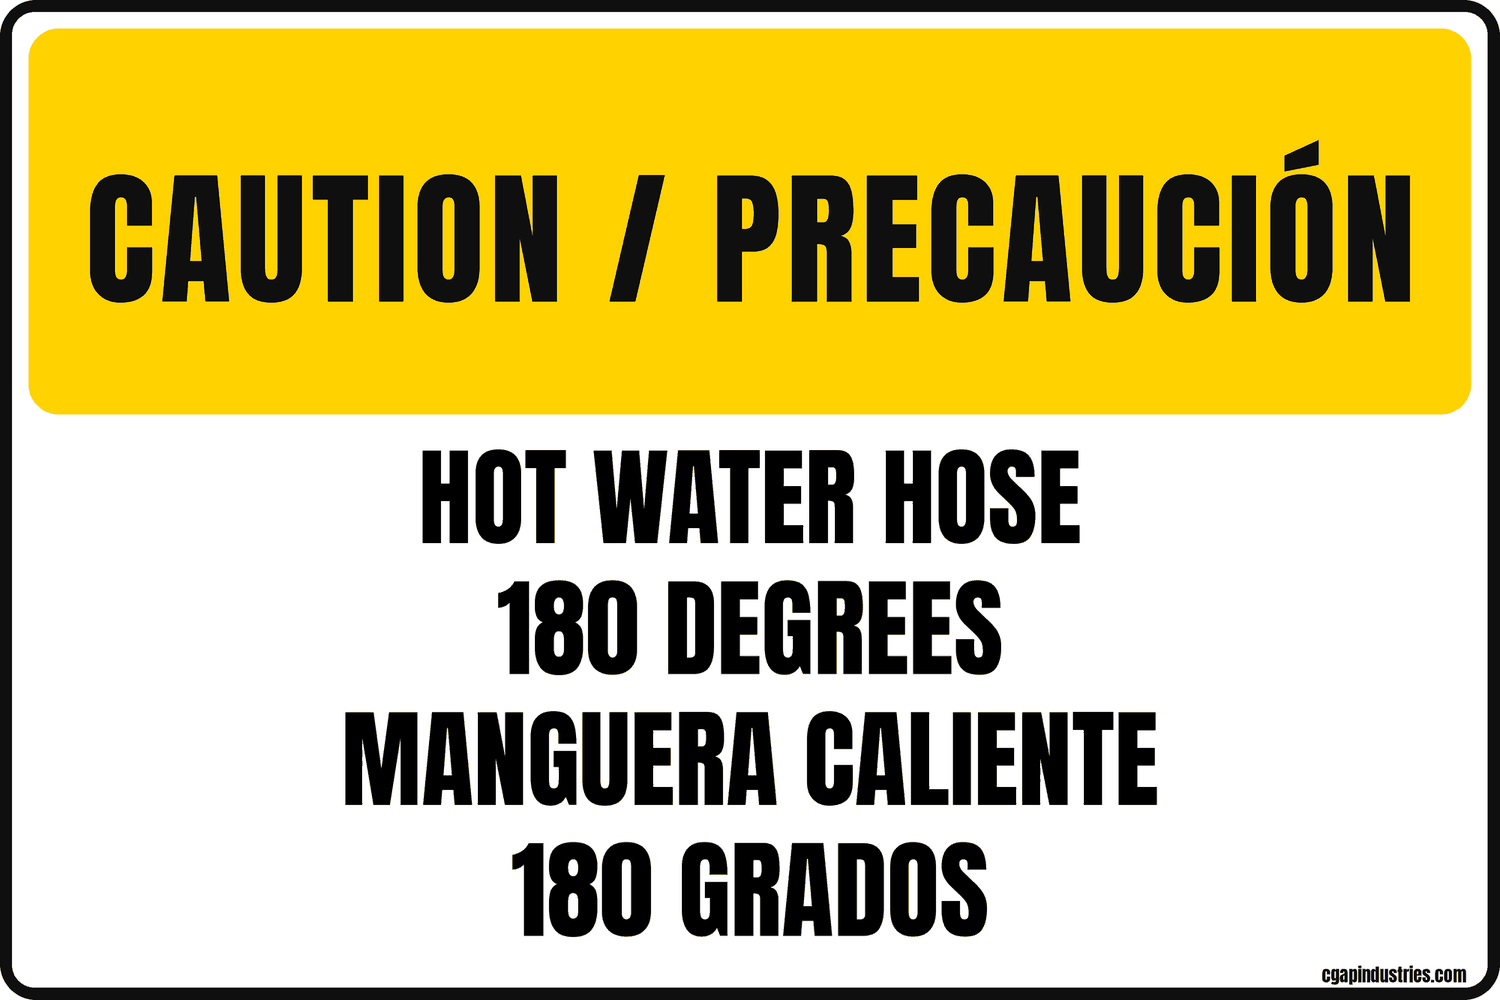 CAUTION / PRECAUCIÓN
HOT WATER HOSE
180 DEGREES
MANGUERA CALIENTE
180 GRADOS
cgapindustries.com